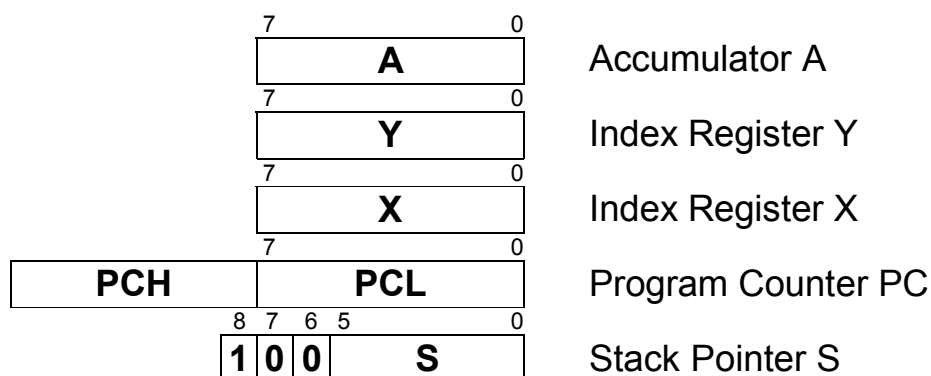 7 0
A Accumulator A
7 0
Y Index Register Y
7 0
X Index Register X
7 0
PCH PCL Program Counter PC
8 7 6 5 0
1 0 0 S Stack Pointer S